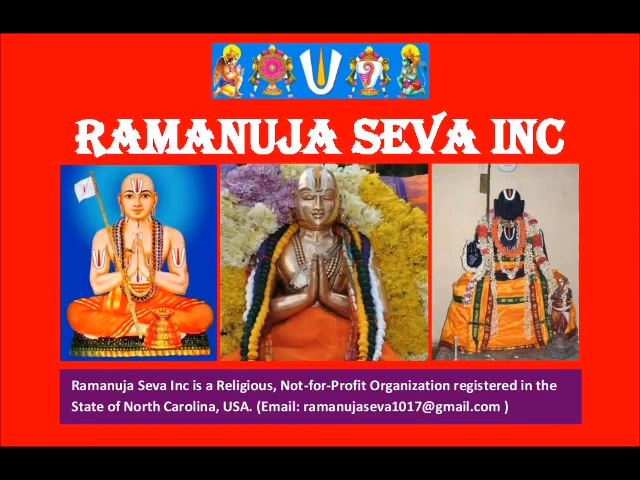 RAMANUJA SEVA INC
Ramanuja Seva Inc is a Religious, Not-for-Profit Organization registered in the
State of North Carolina, USA. (Email: ramanujaseva1017@gmail.com )